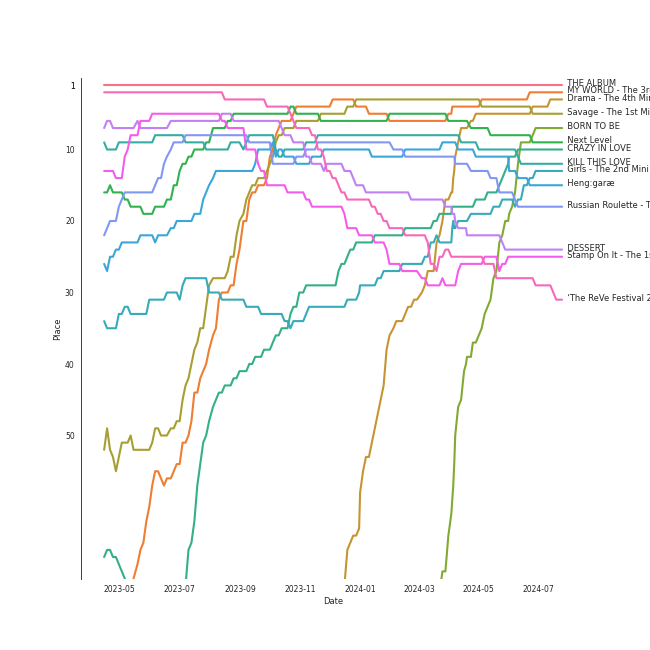 THE ALBUM
MY WORLD - The 3r
Drama - The 4th Min
Savage - The 1st Mi
BORN TO BE
Next Level
CRAZY IN LOVE
KILL THIS LOVE
Girls - The 2nd Mini
Heng:garæ
Russian Roulette - T
DESSERT
Stamp On It - The 1s
'The ReVe Festival 2
1
10
20
30
40
50
Place
2023-05 2023-07 2023-09 2023-11 2024-01 2024-03 2024-05 2024-07
Date